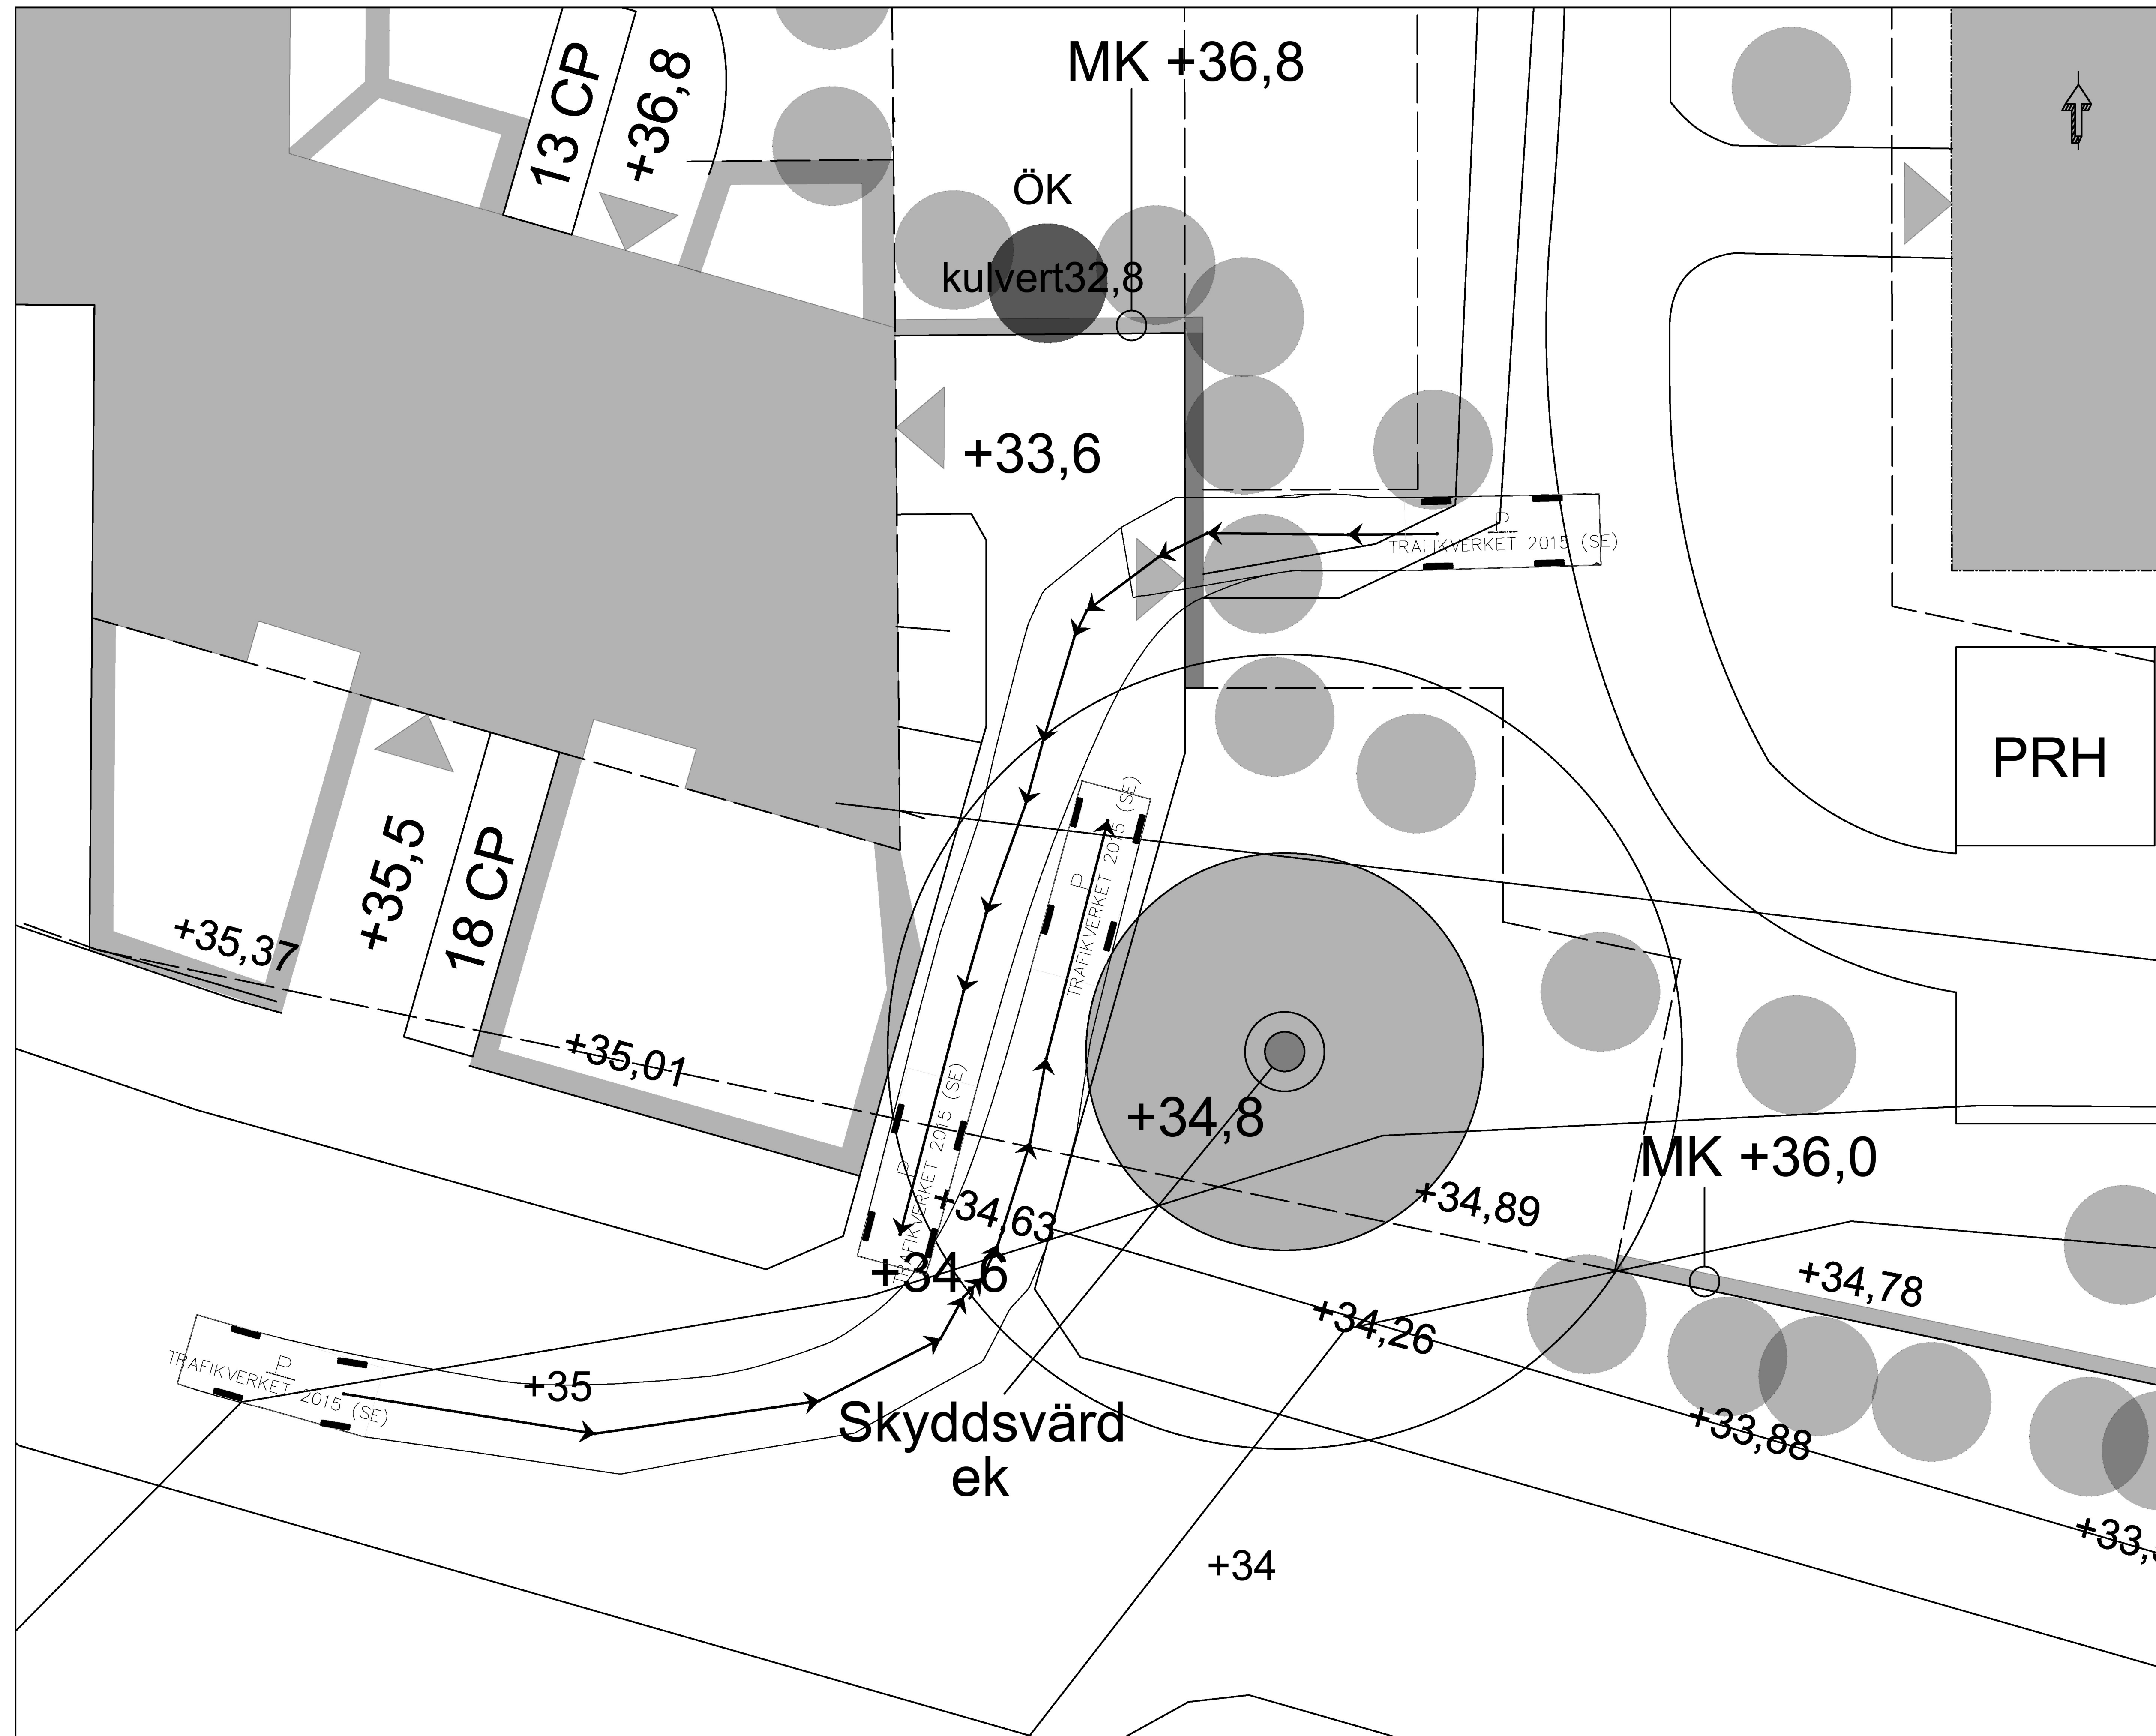 MK +36,8
13 CP
+36,8
ÖK
kulvert32,8
+33,6
P
TRAFIKVERKET 2015 (SE)
PRH
P
TRAFIKVERKET 2015 (SE)
+35,5
18 CP
+35,37
+35,01
+34,8
MK +36,0
P
TRAFIKVERKET 2015 (SE)
+34,63
+34,89
+34,6
+34,78
+34,26
P
TRAFIKVERKET 2015 (SE)
+35
Skyddsvärd
ek
+33,88
+34